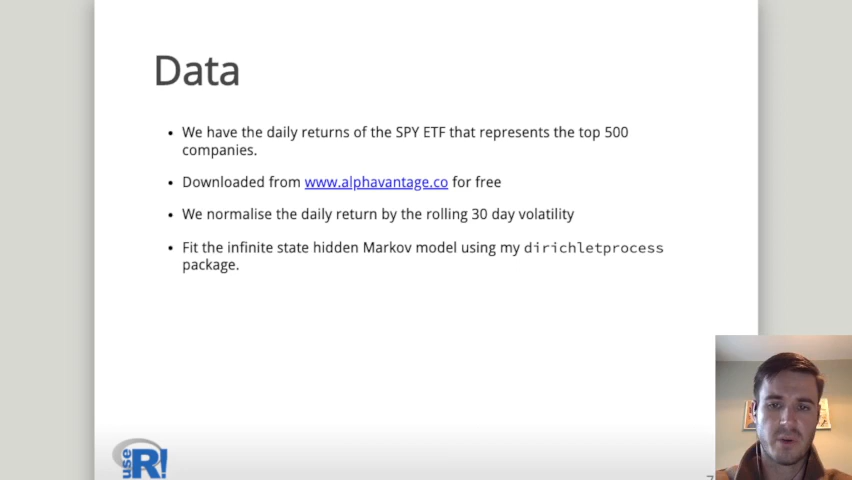 Data
• We have the daily returns of the SPY ETF that represents the top 500
companies.
• Downloaded from www.alphavantage.co for free
• We normalise the daily return by the rolling 30 day volatility
• Fit the infinite state hidden Markov model using my dirichletprocess
package.
use R!
7